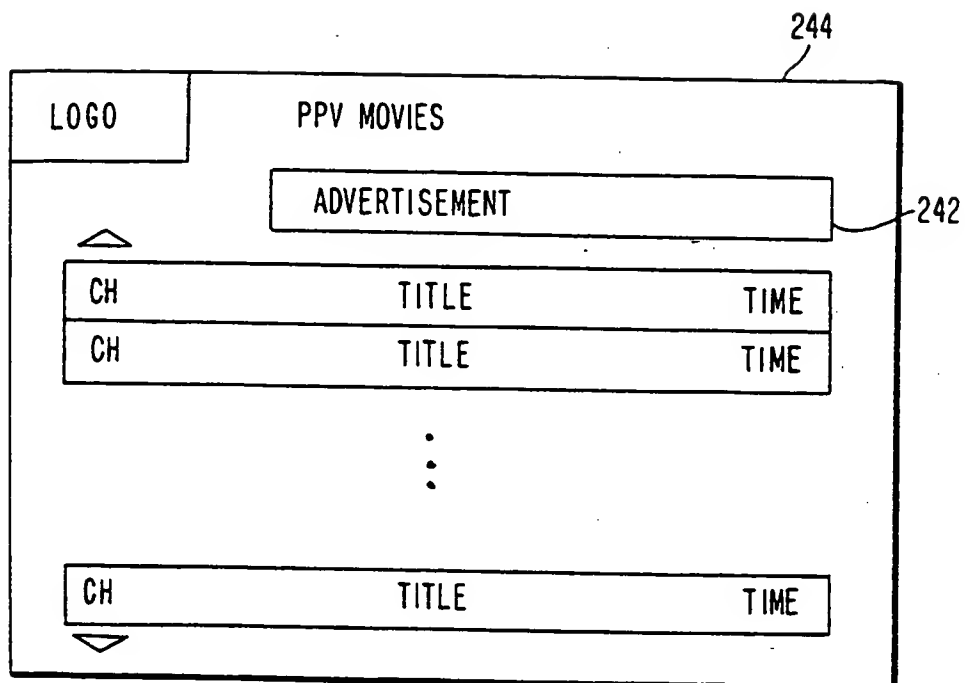 244
LOGO PPV MOVIES
ADVERTISEMENT
242
CH TITLE TIME
CH TITLE TIME
CH TITLE TIME